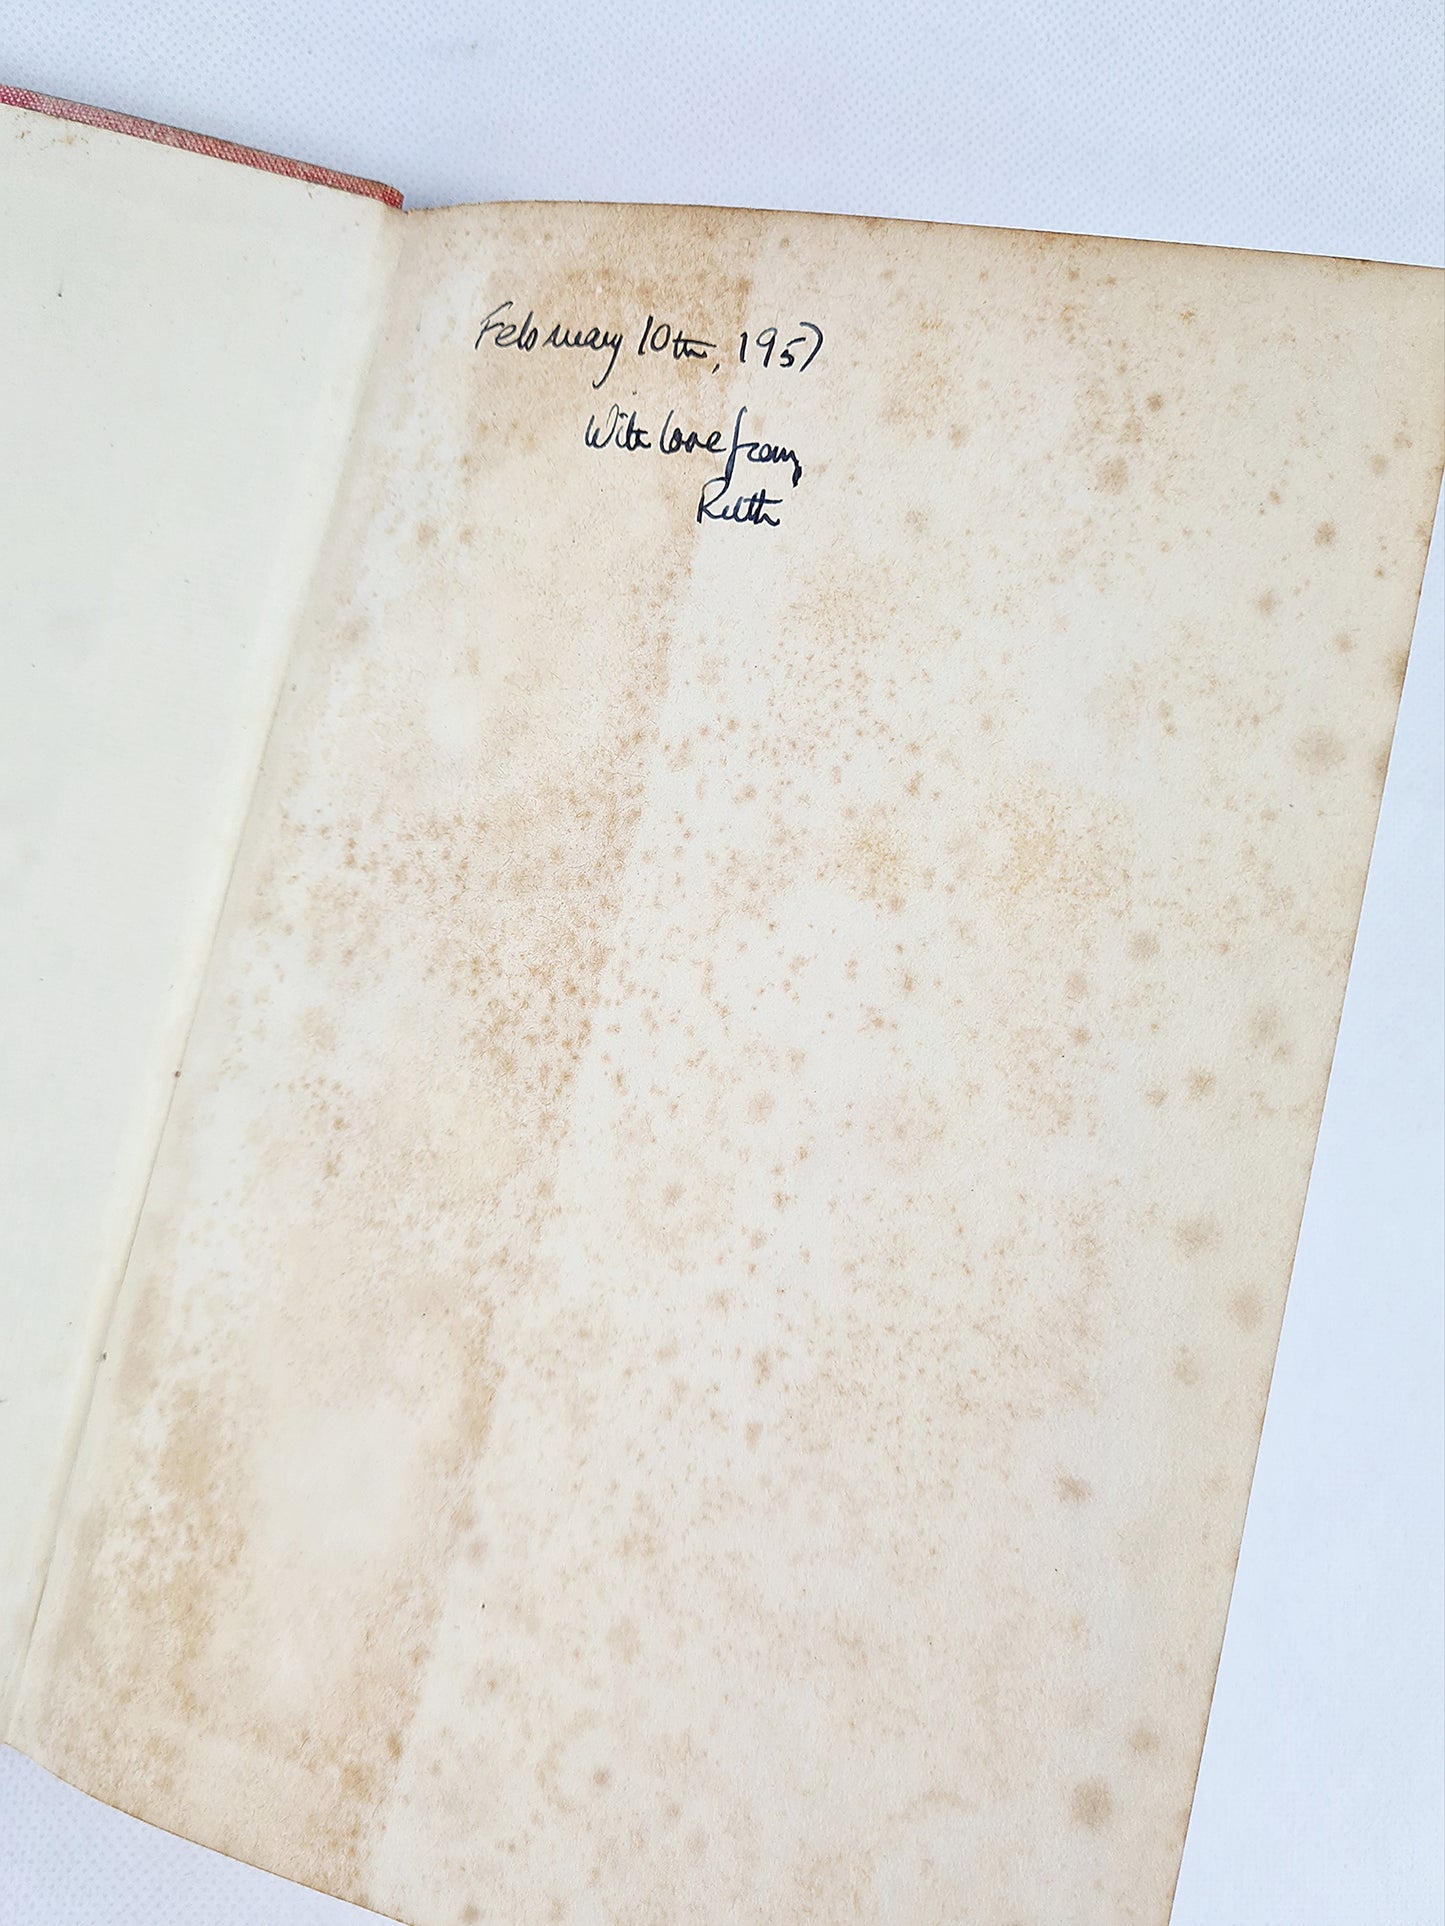 February 10th, 1957
With love from,
Ruth